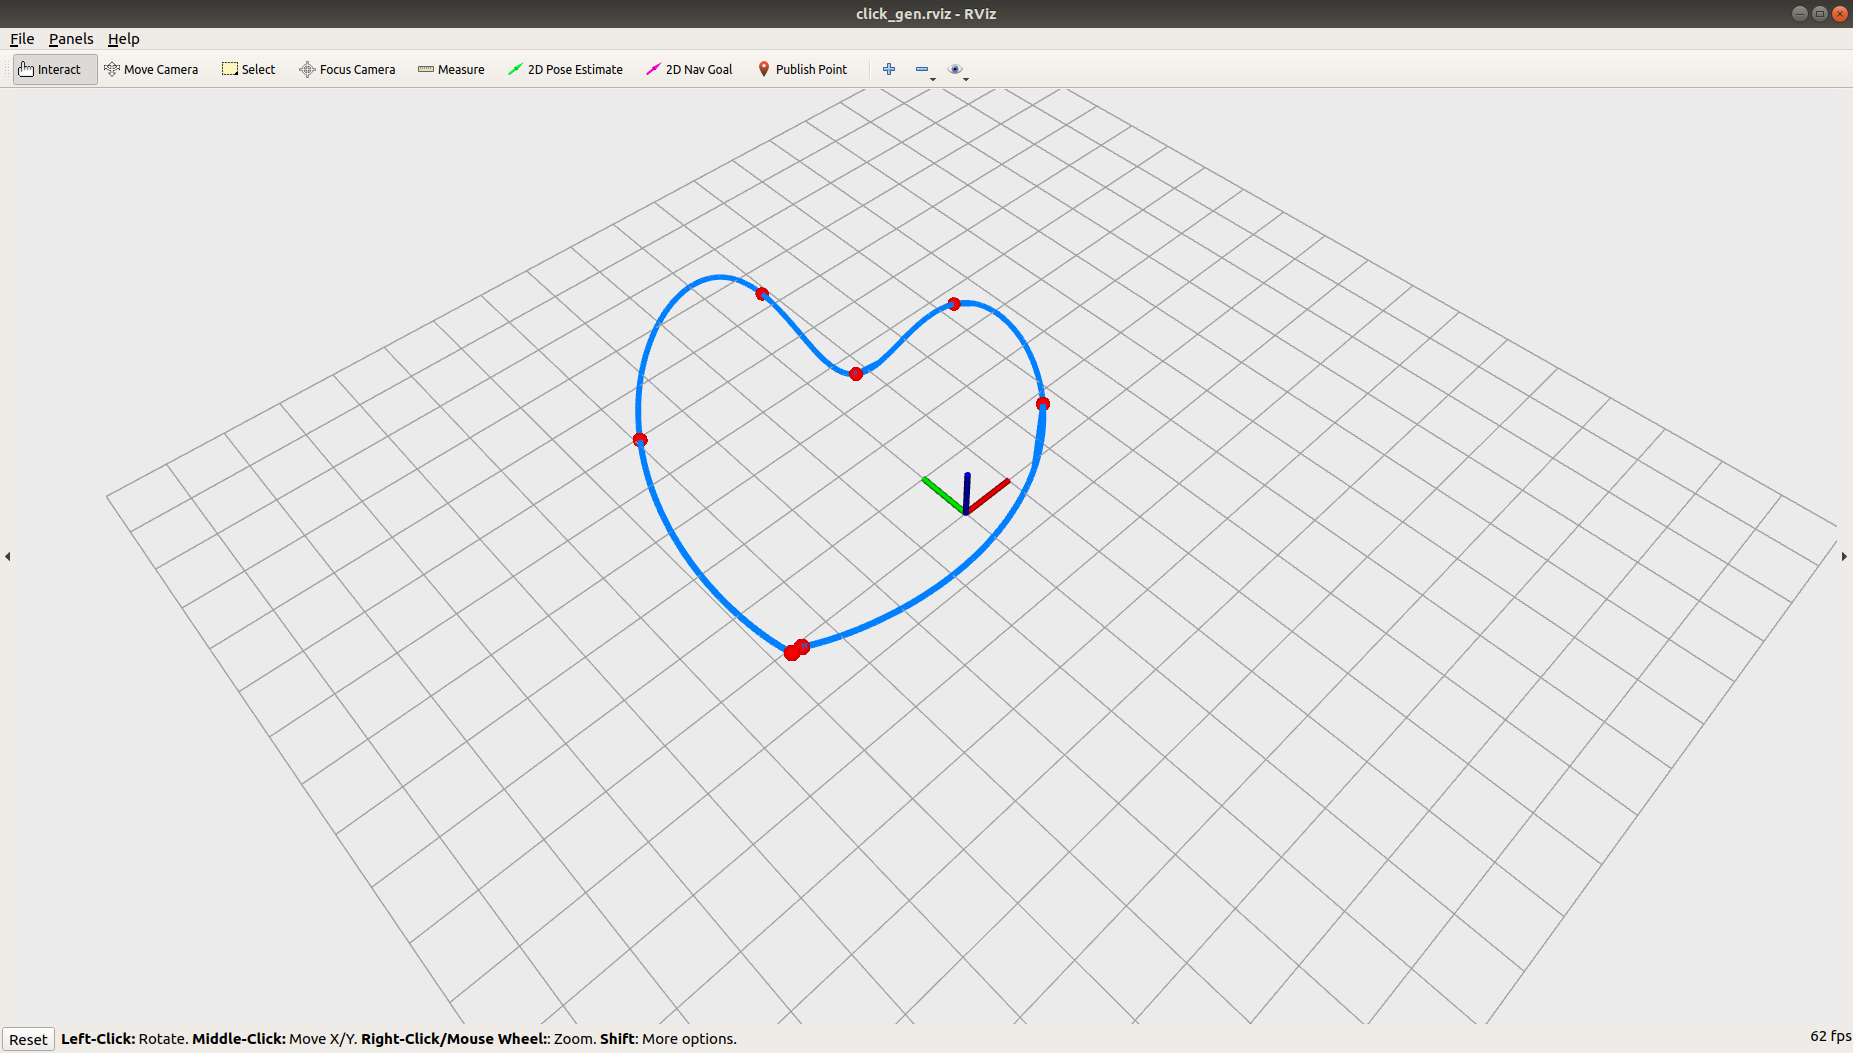 click_gen.rviz - RViz
File Panels Help
Interact Move Camera Select Focus Camera Measure 2D Pose Estimate 2D Nav Goal Publish Point
Reset Left-Click: Rotate. Middle-Click: Move X/Y. Right-Click/Mouse Wheel:: Zoom. Shift: More options. 62 fps